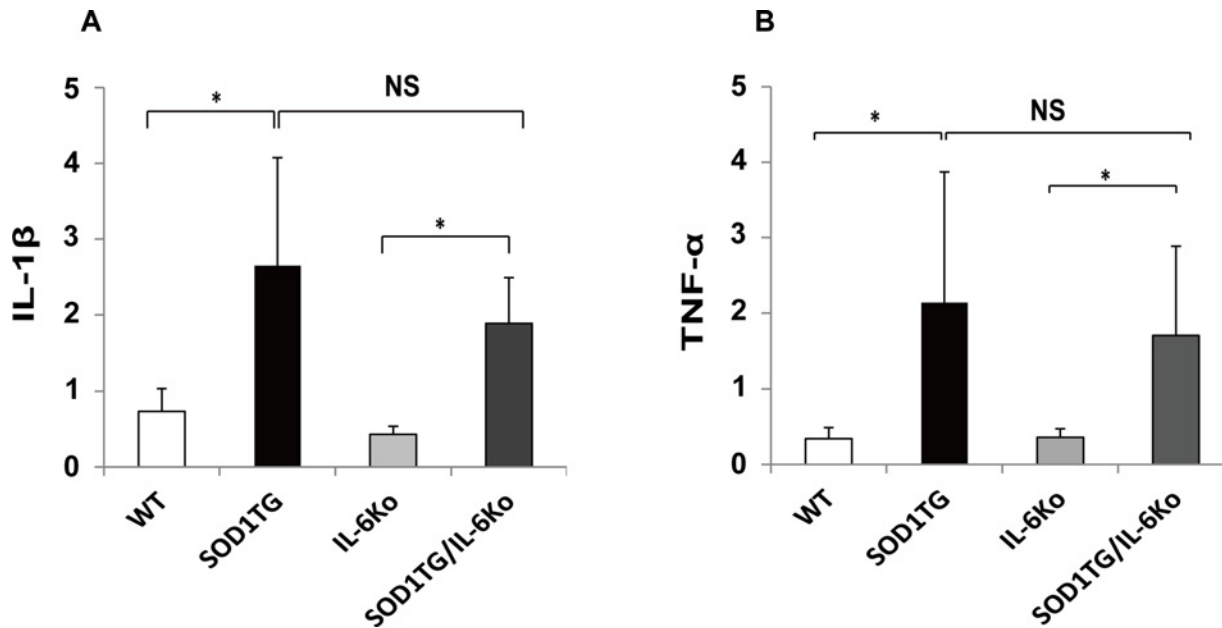 A
IL-1β
5
4
3
2
1
0
*
NS
*
WT
SOD1TG
IL-6Ko
SOD1TG/IL-6Ko
B
TNF-α
5
4
3
2
1
0
*
NS
*
WT
SOD1TG
IL-6Ko
SOD1TG/IL-6Ko